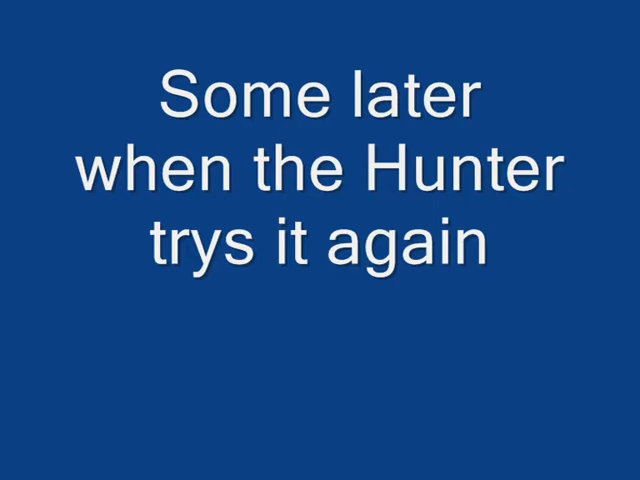 Some later
when the Hunter
trys it again